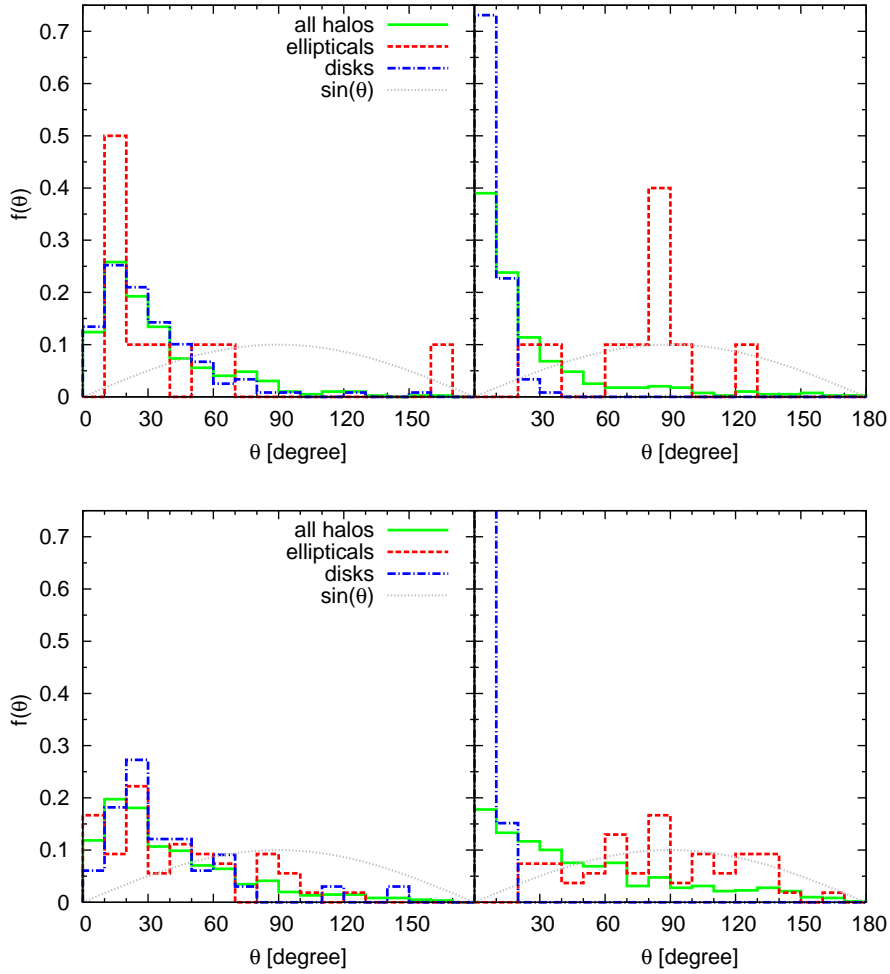 0.7
0.6
0.5
0.4
0.3
0.2
0.1
0
f(θ)
all halos
ellipticals
disks
sin(θ)
0 30 60 90 120 150
30 60 90 120 150 180
θ [degree]
θ [degree]
0.7
0.6
0.5
0.4
0.3
0.2
0.1
0
f(θ)
all halos
ellipticals
disks
sin(θ)
0 30 60 90 120 150
30 60 90 120 150 180
θ [degree]
θ [degree]